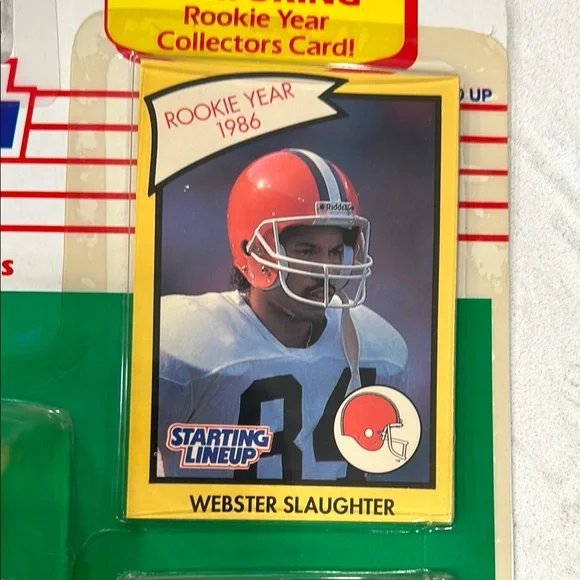 Rookie Year
Collectors Card!
UP
ROOKIE YEAR
1986
Riddell
84
STARTING
LINEUP
WEBSTER SLAUGHTER